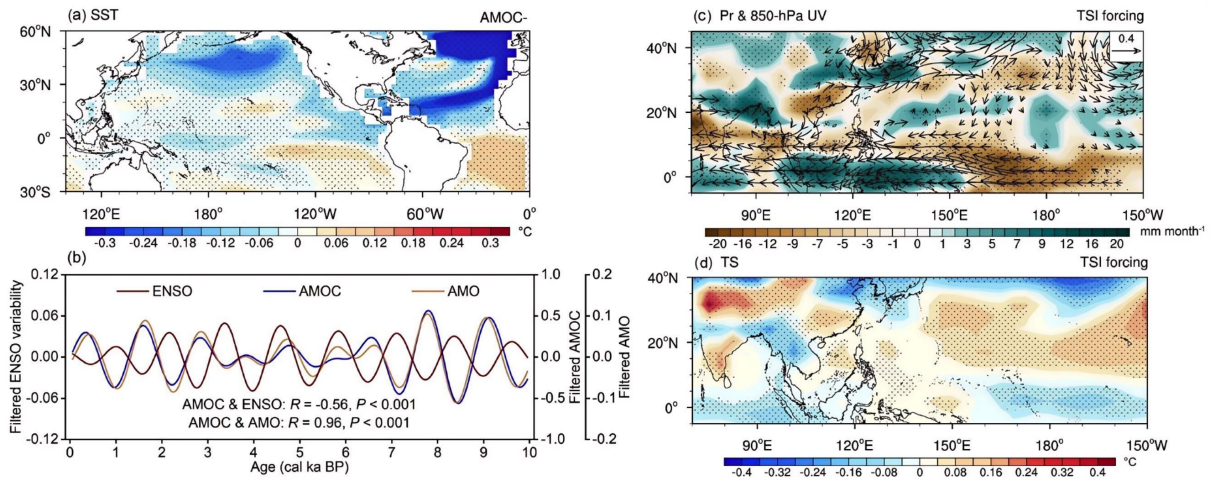 (a) SST AMOC-
60°N
30°N
0°
30°S
120°E 180° 120°W 60°W 0°
-0.3 -0.24 -0.18 -0.12 -0.06 0 0.06 0.12 0.18 0.24 0.3 °C
(b)
ENSO AMOC AMO
Filtered ENSO variability
0.12
0.06
0.00
-0.06
-0.12
1.0
0.5
0.0
-0.5
-1.0
Filtered AMOC
0.2
0.1
0.0
-0.1
-0.2
Filtered AMO
AMOC & ENSO: R = -0.56, P < 0.001
AMOC & AMO: R = 0.96, P < 0.001
0 1 2 3 4 5 6 7 8 9 10
Age (cal ka BP)
(c) Pr & 850-hPa UV TSI forcing
0.4
40°N
20°N
0°
90°E 120°E 150°E 180° 150°W
-20 -16 -12 -9 -7 -5 -3 -1 0 1 3 5 7 9 12 16 20 mm month⁻¹
(d) TS TSI forcing
40°N
20°N
0°
90°E 120°E 150°E 180° 150°W
-0.4 -0.32 -0.24 -0.16 -0.08 0 0.08 0.16 0.24 0.32 0.4 °C